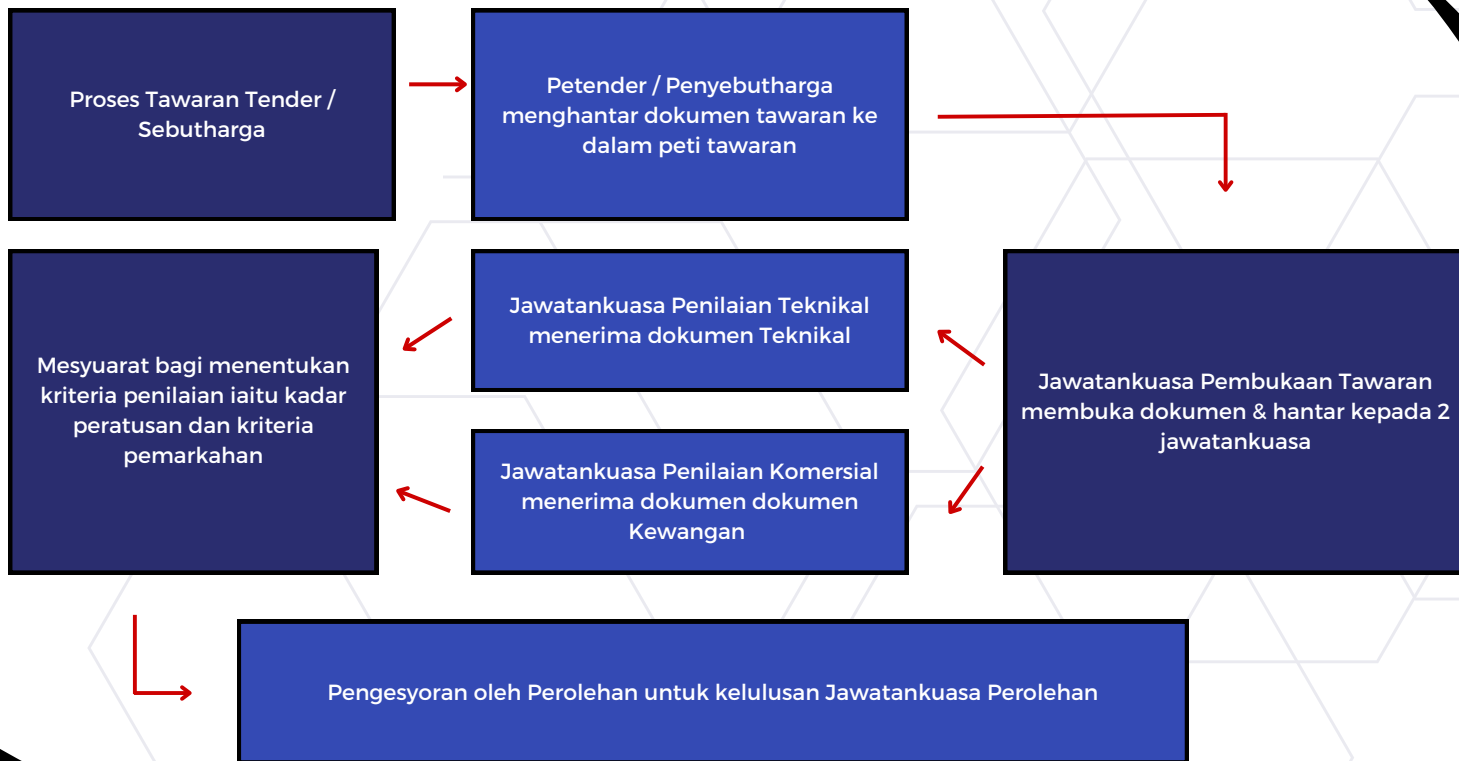 Proses Tawaran Tender /
Sebutharga
Petender / Penyebutharga
menghantar dokumen tawaran ke
dalam peti tawaran
Jawatankuasa Pembukaan Tawaran
membuka dokumen & hantar kepada 2
jawatankuasa
Jawatankuasa Penilaian Teknikal
menerima dokumen Teknikal
Jawatankuasa Penilaian Komersial
menerima dokumen dokumen
Kewangan
Mesyuarat bagi menentukan
kriteria penilaian iaitu kadar
peratusan dan kriteria
pemarkahan
Pengesyoran oleh Perolehan untuk kelulusan Jawatankuasa Perolehan